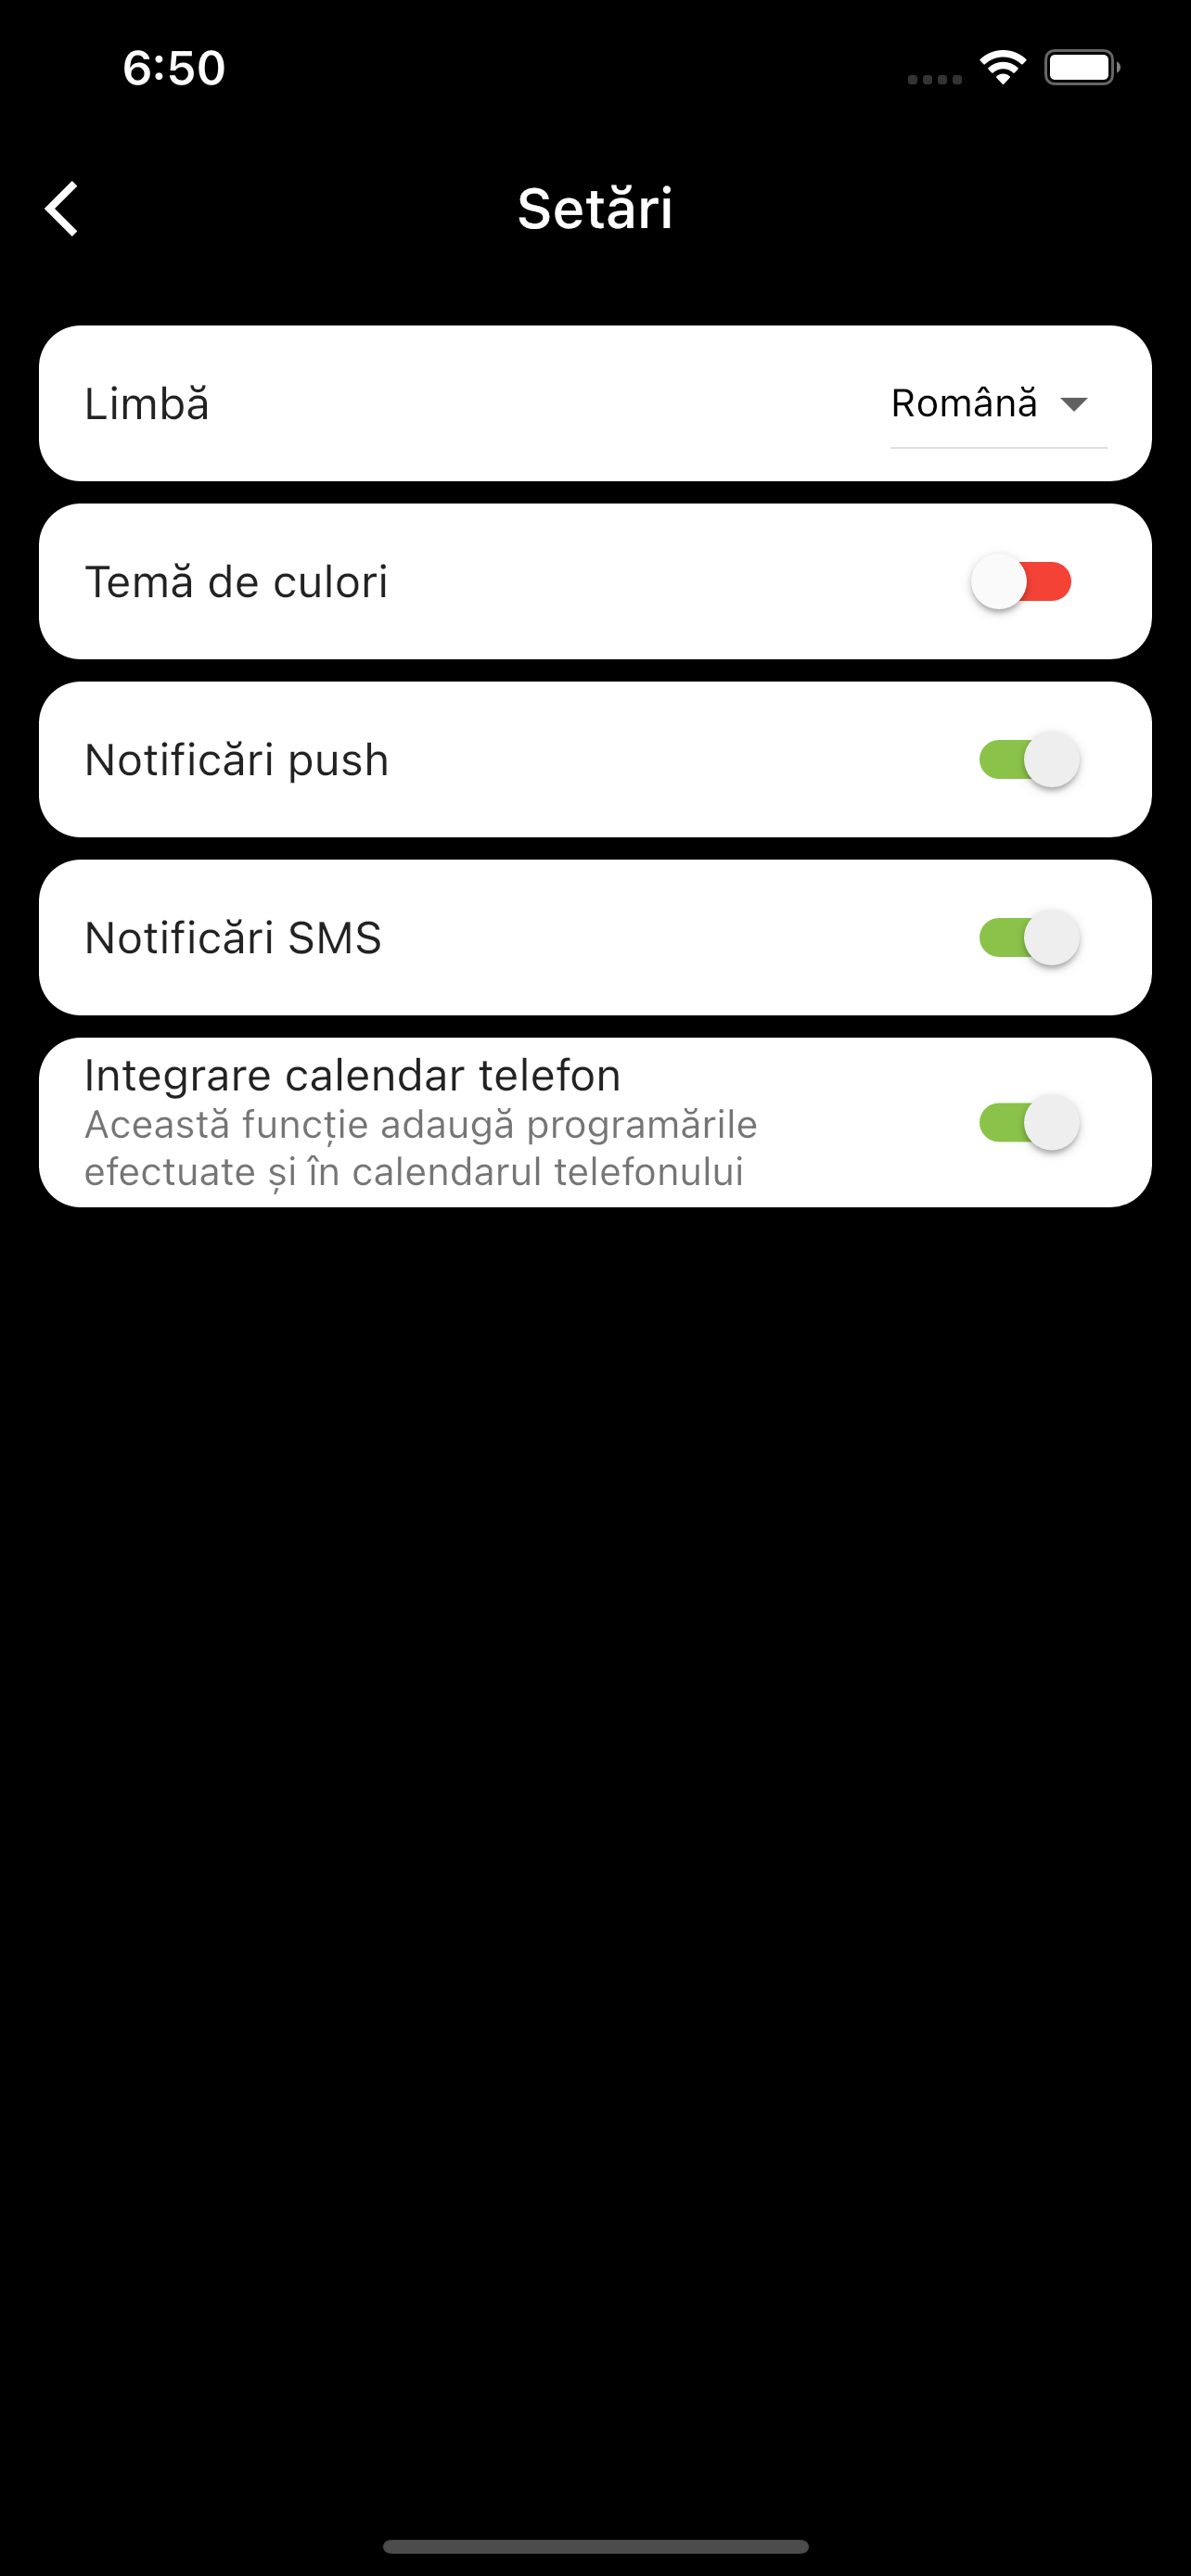 6:50
Setări
Limbă
Română
Temă de culori
Notificări push
Notificări SMS
Integrare calendar telefon
Această funcție adaugă programările
efectuate și în calendarul telefonului